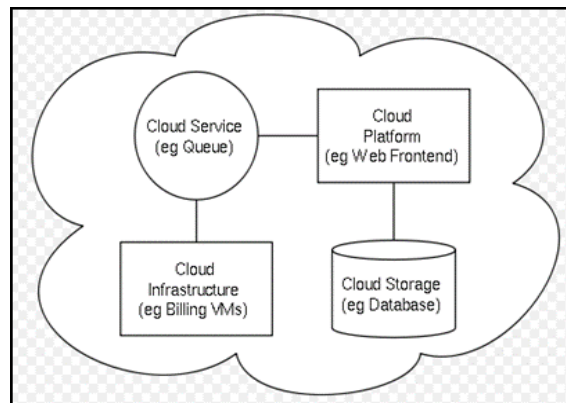 Cloud Service
(eg Queue)
Cloud
Platform
(eg Web Frontend)
Cloud
Infrastructure
(eg Billing VMs)
Cloud Storage
(eg Database)